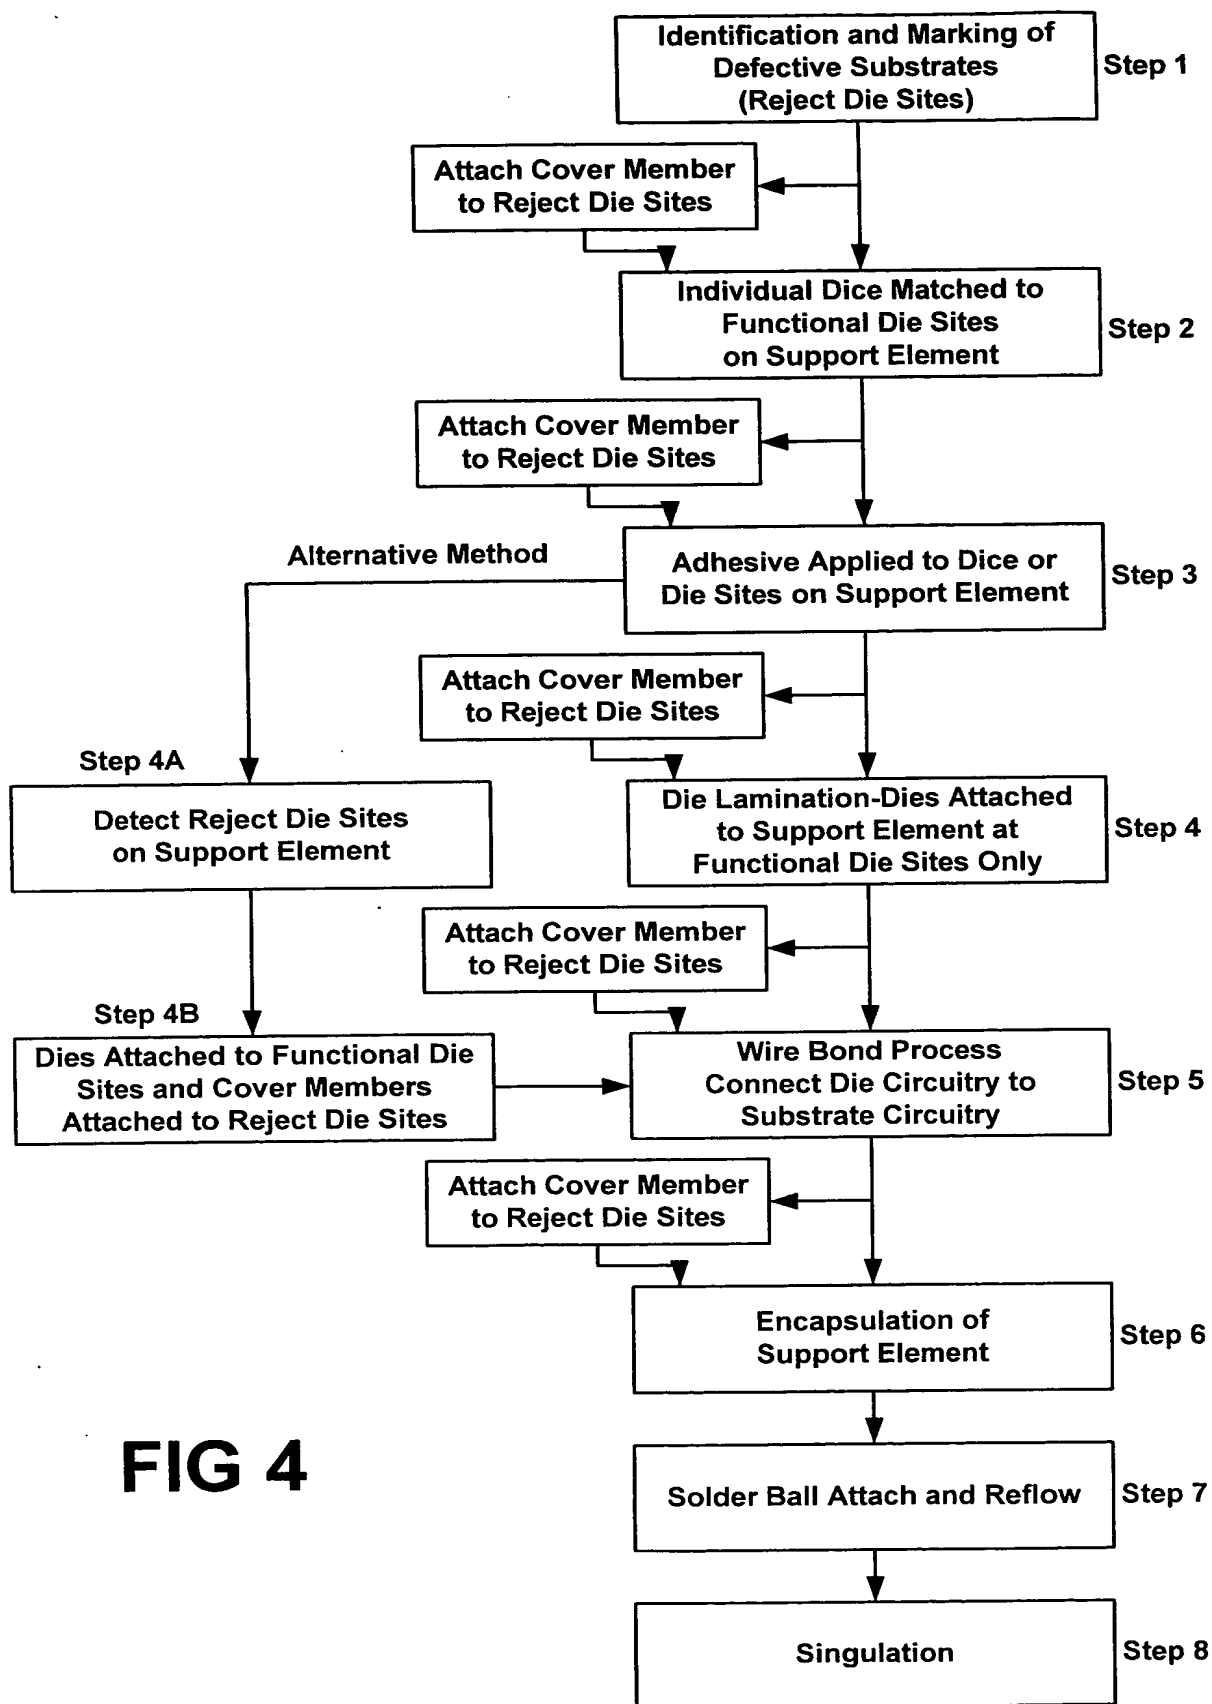 Identification and Marking of
Defective Substrates
(Reject Die Sites)
Step 1
Attach Cover Member
to Reject Die Sites
Individual Dice Matched to
Functional Die Sites
on Support Element
Step 2
Attach Cover Member
to Reject Die Sites
Alternative Method
Adhesive Applied to Dice or
Die Sites on Support Element
Step 3
Attach Cover Member
to Reject Die Sites
Step 4A
Detect Reject Die Sites
on Support Element
Die Lamination-Dies Attached
to Support Element at
Functional Die Sites Only
Step 4
Attach Cover Member
to Reject Die Sites
Step 4B
Dies Attached to Functional Die
Sites and Cover Members
Attached to Reject Die Sites
Wire Bond Process
Connect Die Circuitry to
Substrate Circuitry
Step 5
Attach Cover Member
to Reject Die Sites
Encapsulation of
Support Element
Step 6
FIG 4
Solder Ball Attach and Reflow
Step 7
Singulation
Step 8